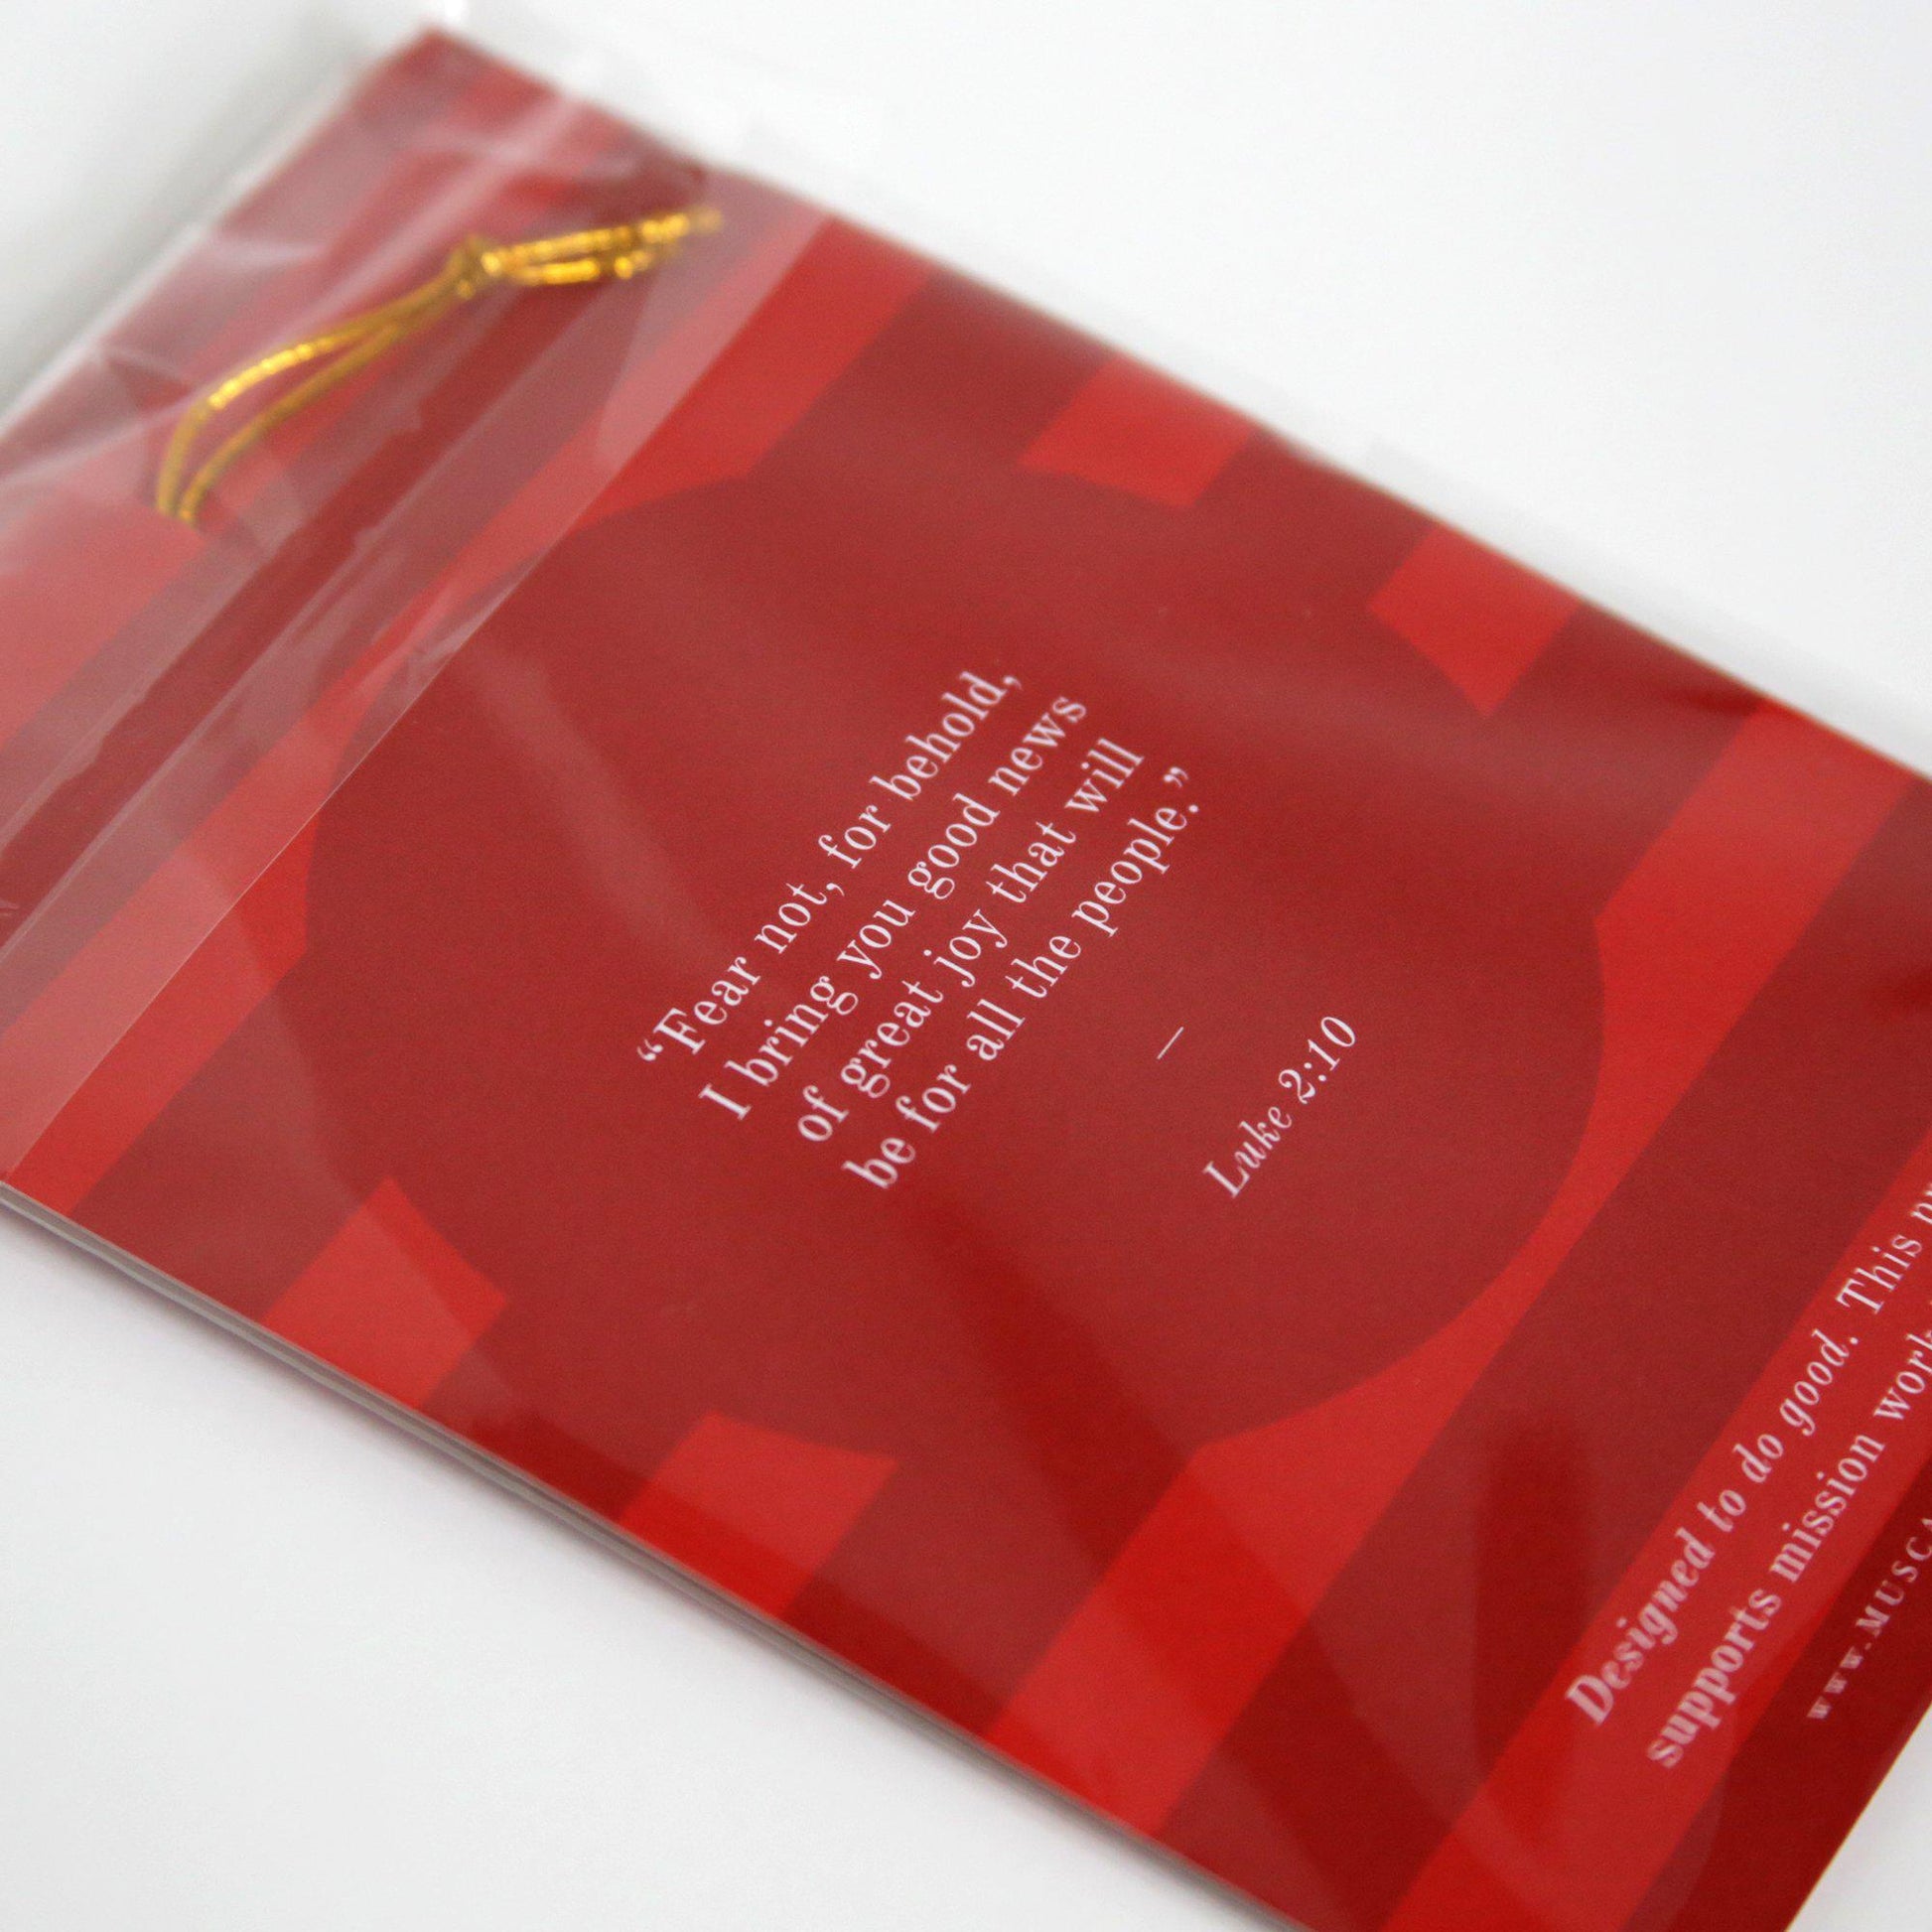 “Fear not, for behold,
I bring you good news
of great joy that will
be for all the people.”
—
Luke 2:10
Designed to do good. This
supports mission